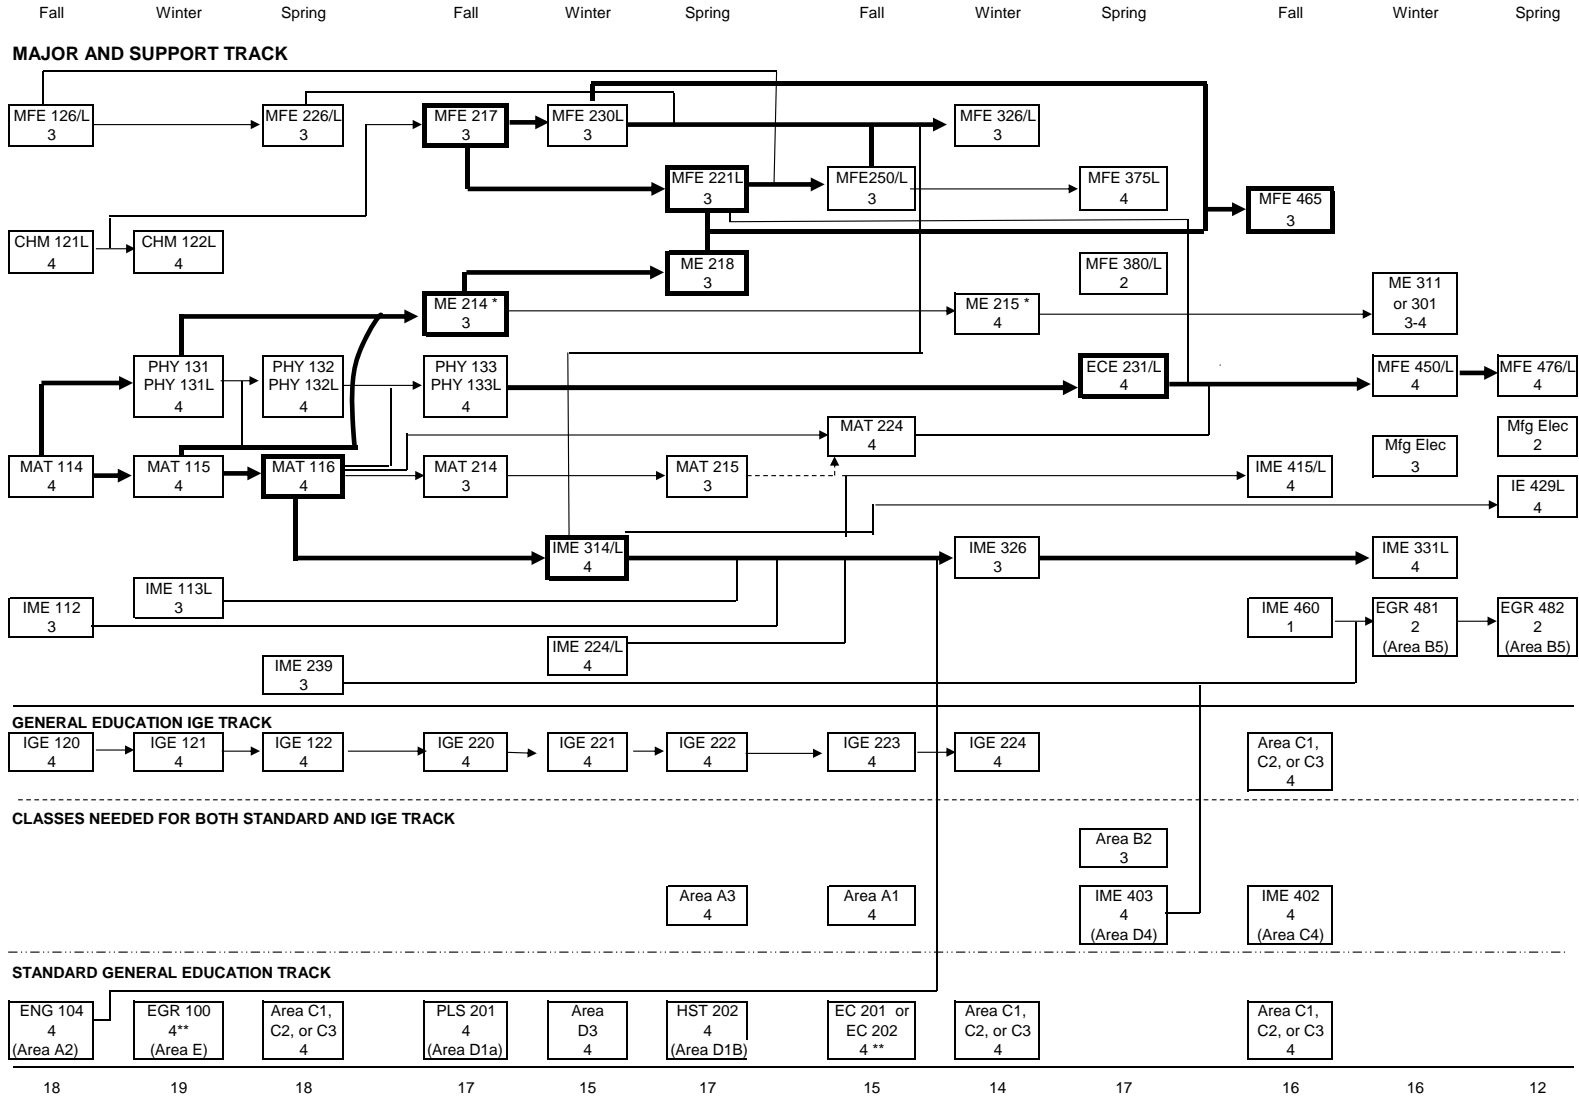 Fall Winter Spring Fall Winter Spring Fall Winter Spring Fall Winter Spring
MAJOR AND SUPPORT TRACK
MFE 126/L
3
MFE 226/L
3
MFE 217
3
MFE 230L
3
MFE 326/L
3
MFE 221L
3
MFE250/L
3
MFE 375L
4
MFE 465
3
CHM 121L
4
CHM 122L
4
ME 218
3
MFE 380/L
2
ME 214 *
3
ME 215 *
4
ME 311
or 301
3-4
PHY 131
PHY 131L
4
PHY 132
PHY 132L
4
PHY 133
PHY 133L
4
ECE 231/L
4
MFE 450/L
4
MFE 476/L
4
MAT 224
4
Mfg Elec
3
Mfg Elec
2
MAT 114
4
MAT 115
4
MAT 116
4
MAT 214
3
MAT 215
3
IME 415/L
4
IE 429L
4
IME 314/L
4
IME 326
3
IME 331L
4
IME 112
3
IME 113L
3
IME 460
1
EGR 481
2
(Area B5)
EGR 482
2
(Area B5)
IME 224/L
4
IME 239
3
GENERAL EDUCATION IGE TRACK
IGE 120
4
IGE 121
4
IGE 122
4
IGE 220
4
IGE 221
4
IGE 222
4
IGE 223
4
IGE 224
4
Area C1,
C2, or C3
4
CLASSES NEEDED FOR BOTH STANDARD AND IGE TRACK
Area B2
3
Area A3
4
Area A1
4
IME 403
4
(Area D4)
IME 402
4
(Area C4)
STANDARD GENERAL EDUCATION TRACK
ENG 104
4
(Area A2)
EGR 100
4**
(Area E)
Area C1,
C2, or C3
4
PLS 201
4
(Area D1a)
Area
D3
4
HST 202
4
(Area D1B)
EC 201 or
EC 202
4 **
Area C1,
C2, or C3
4
Area C1,
C2, or C3
4
18 19 18 17 15 17 15 14 17 16 16 12